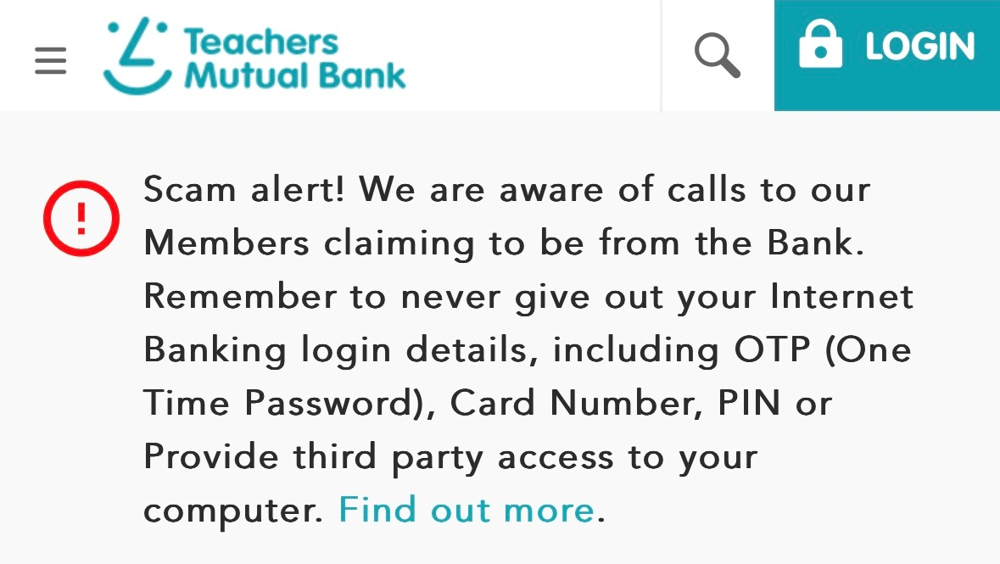 Teachers
Mutual Bank
LOGIN
Scam alert! We are aware of calls to our
Members claiming to be from the Bank.
Remember to never give out your Internet
Banking login details, including OTP (One
Time Password), Card Number, PIN or
Provide third party access to your
computer. Find out more.